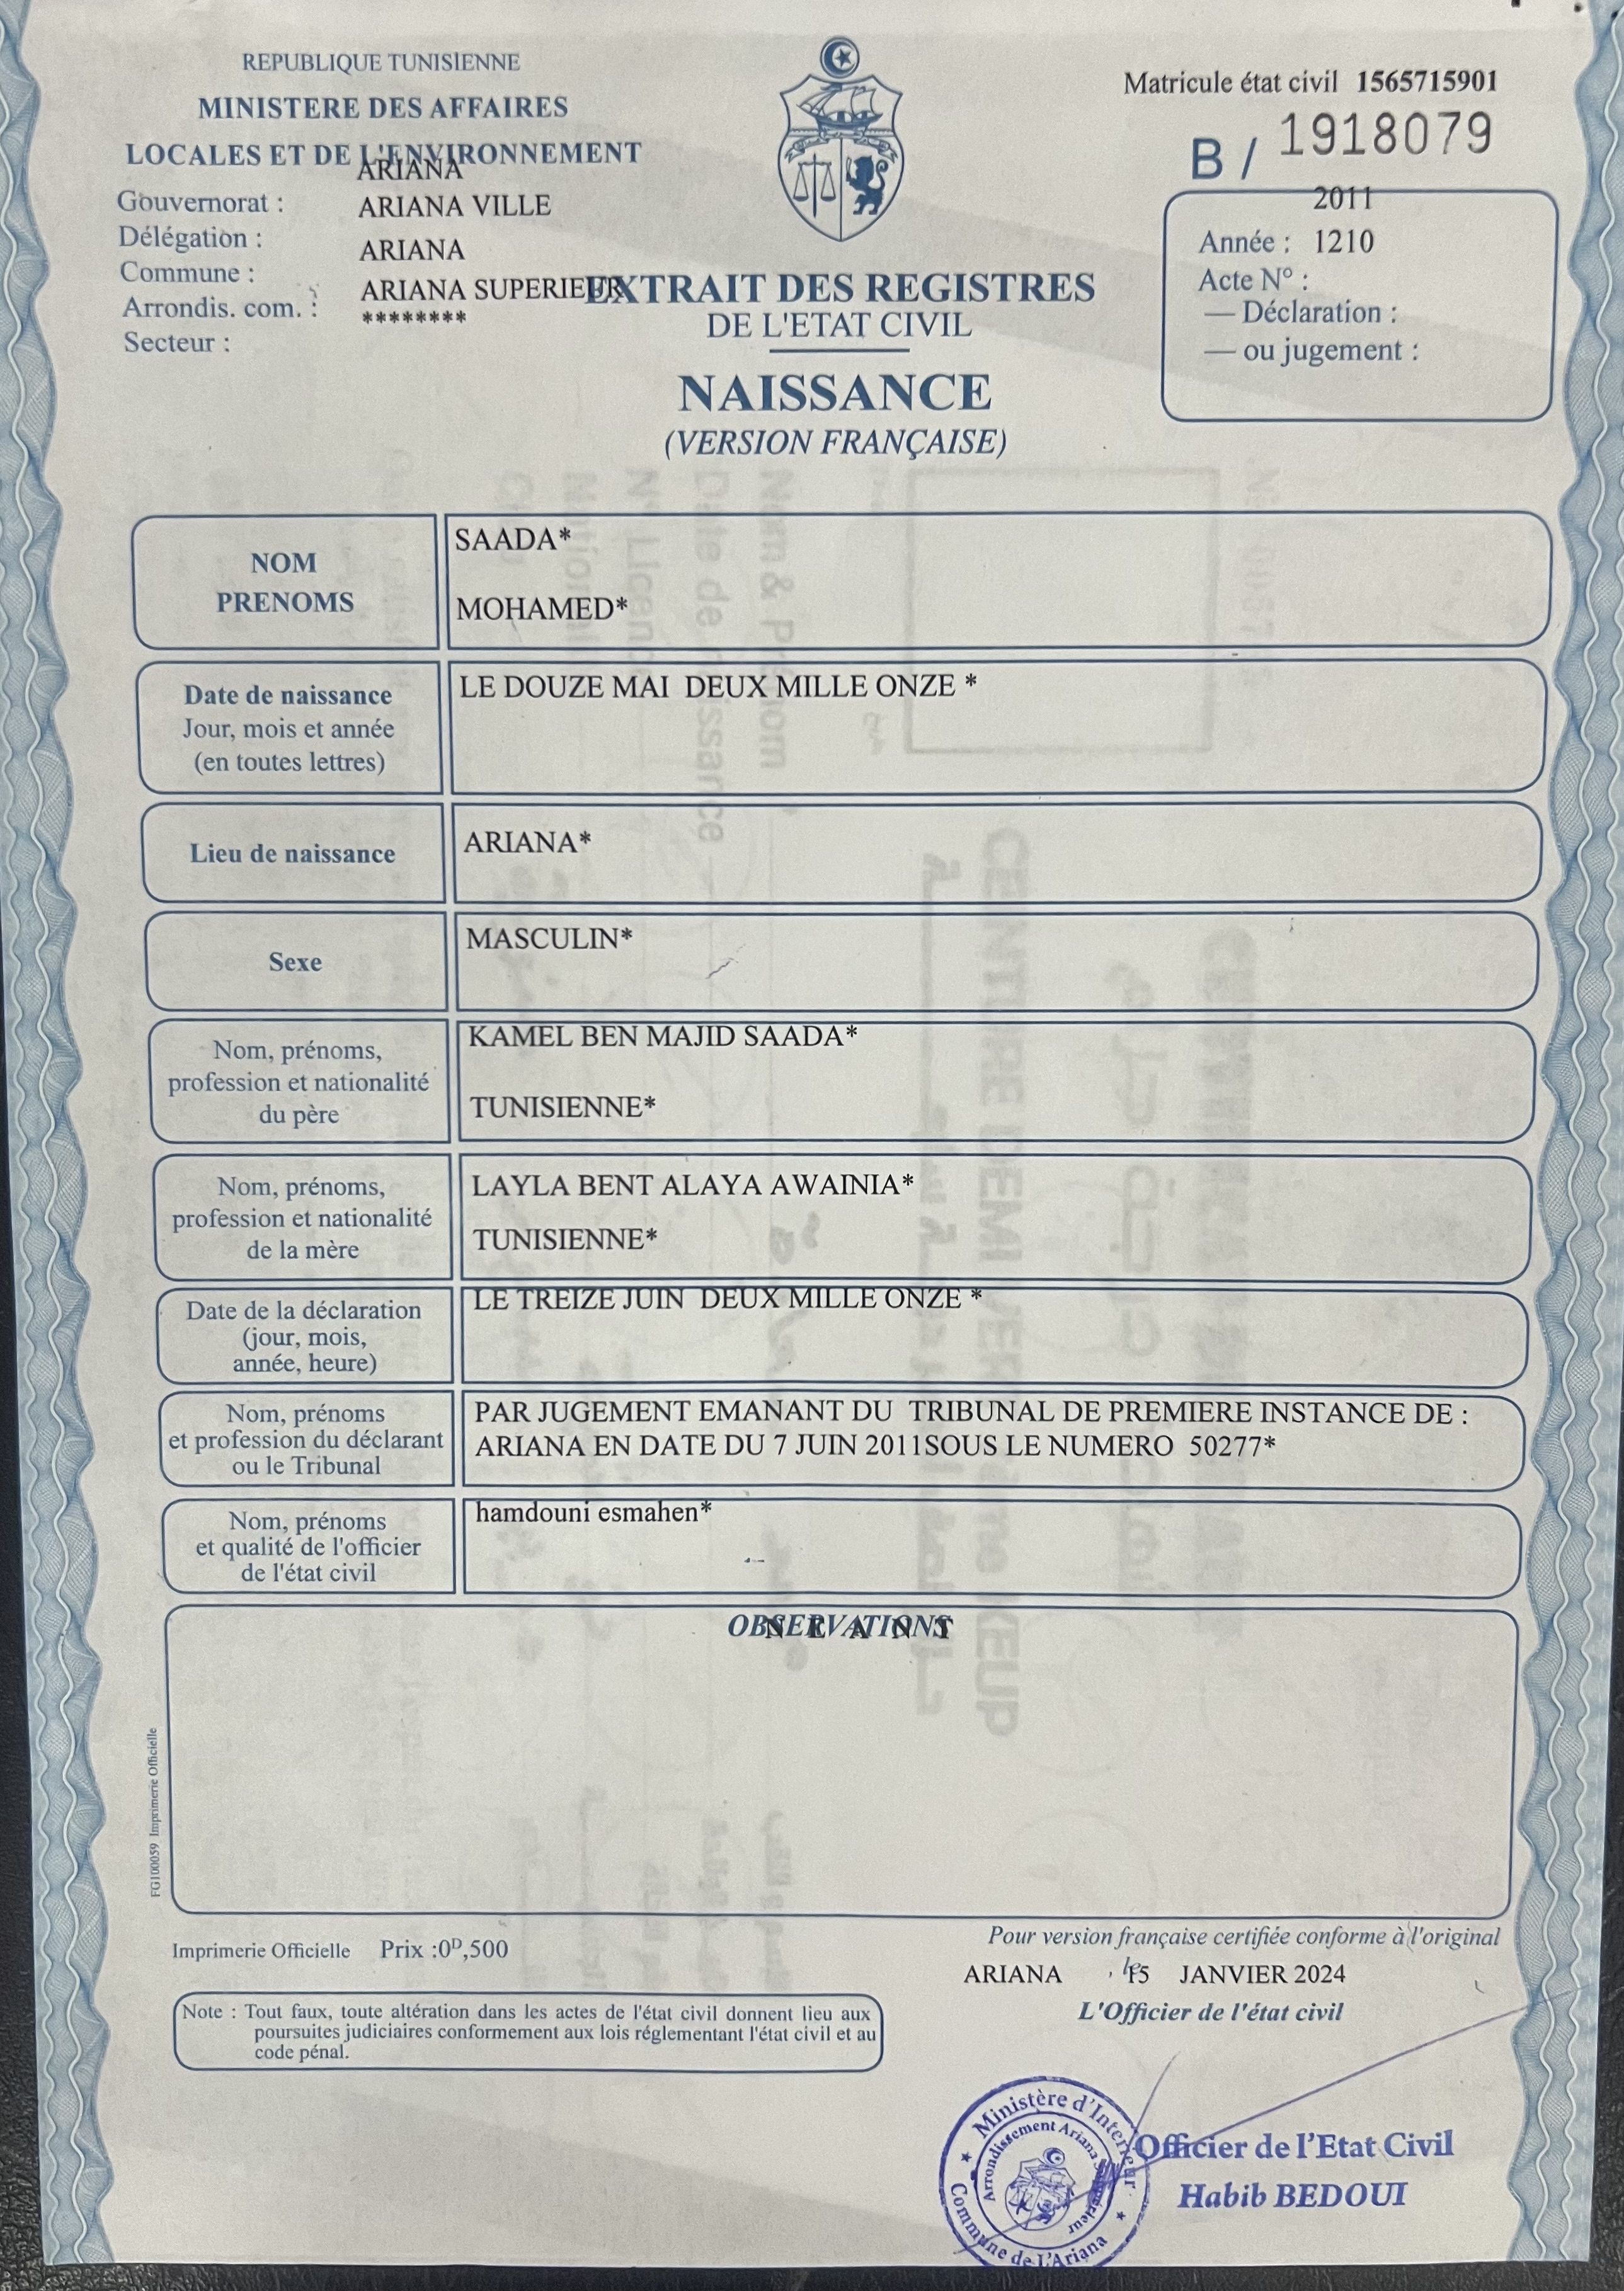 REPUBLIQUE TUNISIENNE
MINISTERE DES AFFAIRES
LOCALES ET DE L'ENVIRONNEMENT
ARIANA
Gouvernorat :
ARIANA VILLE
Délégation :
ARIANA
Commune :
ARIANA SUPERIEUR
Arrondis. com. :
********
Secteur :
Matricule état civil 1565715901
B / 1918079
2011
Année : 1210
Acte N° :
— Déclaration :
— ou jugement :
EXTRAIT DES REGISTRES
DE L'ETAT CIVIL
NAISSANCE
(VERSION FRANÇAISE)
NOM
PRENOMS
SAADA*
MOHAMED*
Date de naissance
Jour, mois et année
(en toutes lettres)
LE DOUZE MAI DEUX MILLE ONZE *
Lieu de naissance
ARIANA*
Sexe
MASCULIN*
Nom, prénoms,
profession et nationalité
du père
KAMEL BEN MAJID SAADA*
TUNISIENNE*
Nom, prénoms,
profession et nationalité
de la mère
LAYLA BENT ALAYA AWAINIA*
TUNISIENNE*
Date de la déclaration
(jour, mois,
année, heure)
LE TREIZE JUIN DEUX MILLE ONZE *
Nom, prénoms
et profession du déclarant
ou le Tribunal
PAR JUGEMENT EMANANT DU TRIBUNAL DE PREMIERE INSTANCE DE :
ARIANA EN DATE DU 7 JUIN 2011SOUS LE NUMERO 50277*
Nom, prénoms
et qualité de l'officier
de l'état civil
hamdouni esmahen*
OBSERVATIONS
N E A N T
FG100059 Imprimerie Officielle
Imprimerie Officielle Prix :0ᴰ,500
Note : Tout faux, toute altération dans les actes de l'état civil donnent lieu aux
poursuites judiciaires conformement aux lois réglementant l'état civil et au
code pénal.
Pour version française certifiée conforme à l'original
ARIANA , le 15 JANVIER 2024
L'Officier de l'état civil
Ministère d'Interieur
Arrondissement Ariana Superieur
Commune de L'Ariana
Officier de l'Etat Civil
Habib BEDOUI